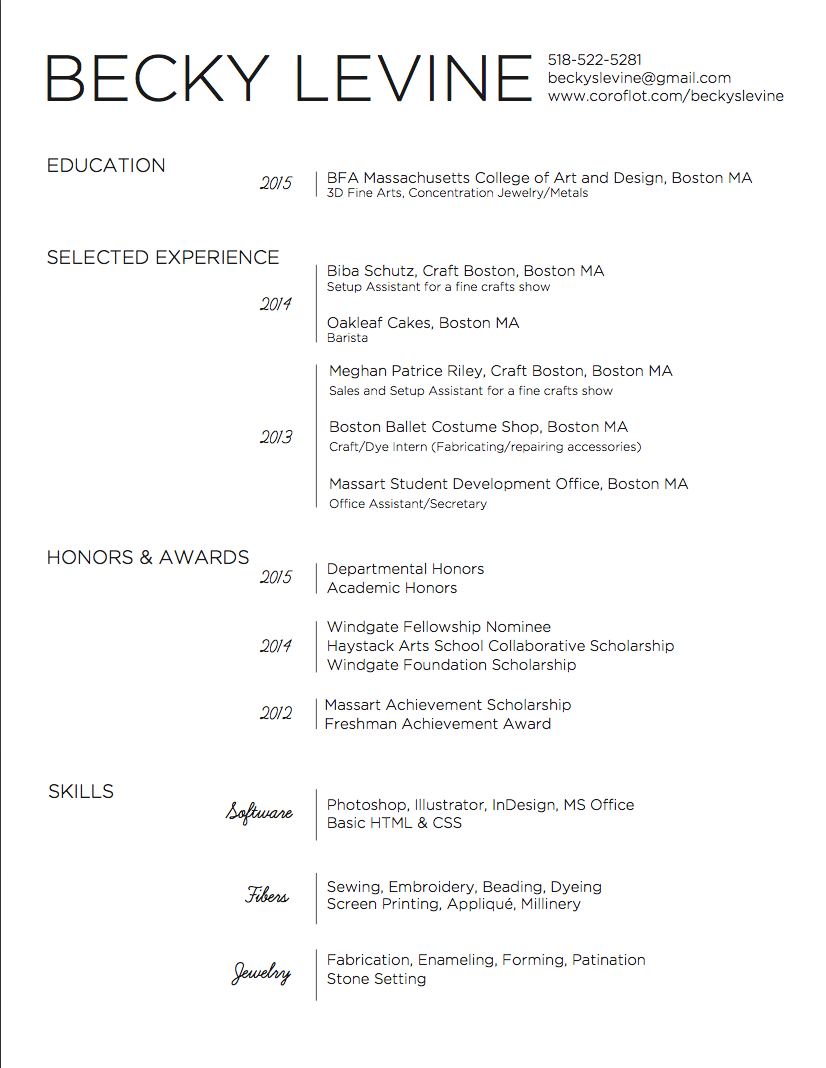 BECKY LEVINE
518-522-5281
beckyslevine@gmail.com
www.coroflot.com/beckyslevine
EDUCATION
2015
BFA Massachusetts College of Art and Design, Boston MA
3D Fine Arts, Concentration Jewelry/Metals
SELECTED EXPERIENCE
2014
Biba Schutz, Craft Boston, Boston MA
Setup Assistant for a fine crafts show
Oakleaf Cakes, Boston MA
Barista
2013
Meghan Patrice Riley, Craft Boston, Boston MA
Sales and Setup Assistant for a fine crafts show
Boston Ballet Costume Shop, Boston MA
Craft/Dye Intern (Fabricating/repairing accessories)
Massart Student Development Office, Boston MA
Office Assistant/Secretary
HONORS & AWARDS
2015
Departmental Honors
Academic Honors
2014
Windgate Fellowship Nominee
Haystack Arts School Collaborative Scholarship
Windgate Foundation Scholarship
2012
Massart Achievement Scholarship
Freshman Achievement Award
SKILLS
Software
Photoshop, Illustrator, InDesign, MS Office
Basic HTML & CSS
Fibers
Sewing, Embroidery, Beading, Dyeing
Screen Printing, Appliqué, Millinery
Jewelry
Fabrication, Enameling, Forming, Patination
Stone Setting